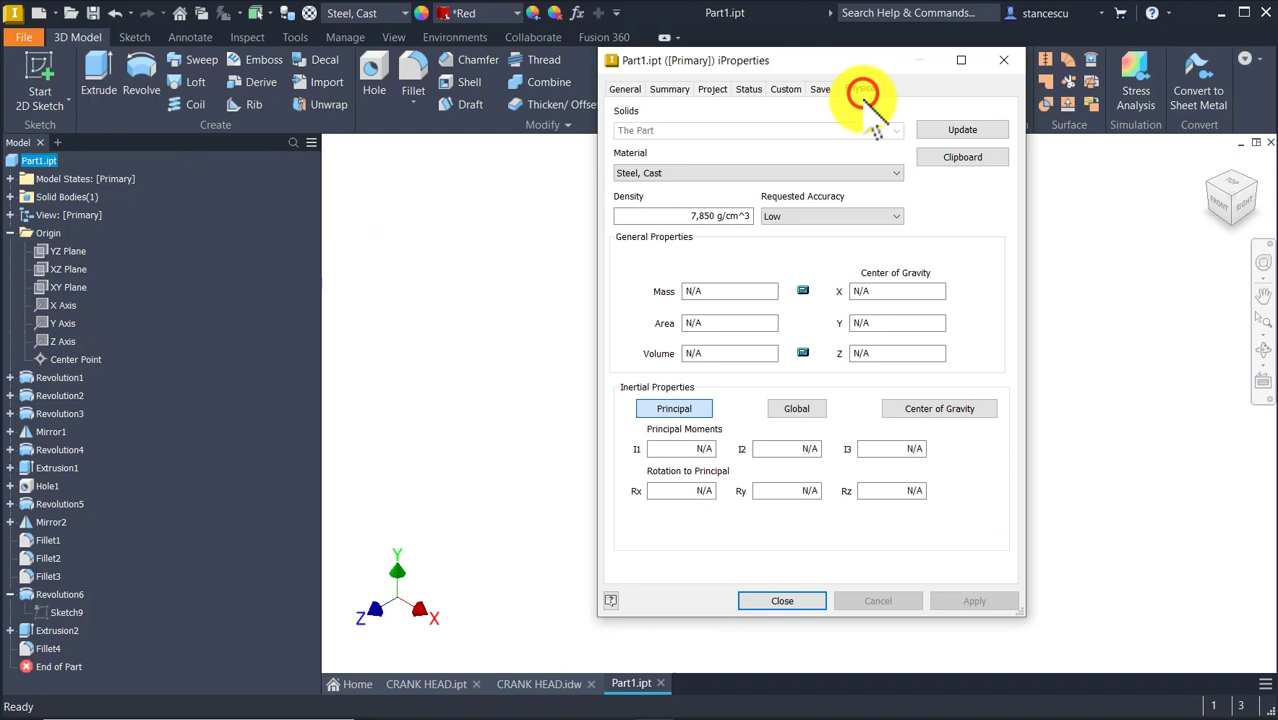 Steel, Cast
*Red
Part1.ipt
Search Help & Commands...
stancescu
File
3D Model
Sketch
Annotate
Inspect
Tools
Manage
View
Environments
Collaborate
Fusion 360
Start
2D Sketch
Extrude
Revolve
Sweep
Loft
Coil
Emboss
Derive
Rib
Decal
Import
Unwrap
Hole
Fillet
Chamfer
Shell
Draft
Thread
Combine
Thicken/ Offse
Stress
Analysis
Convert to
Sheet Metal
Sketch
Create
Modify
Surface
Simulation
Convert
Model
Part1.ipt
Model States: [Primary]
Solid Bodies(1)
View: [Primary]
Origin
YZ Plane
XZ Plane
XY Plane
X Axis
Y Axis
Z Axis
Center Point
Revolution1
Revolution2
Revolution3
Mirror1
Revolution4
Extrusion1
Hole1
Revolution5
Mirror2
Fillet1
Fillet2
Fillet3
Revolution6
Sketch9
Extrusion2
Fillet4
End of Part
Y
Z
X
TOP
FRONT
RIGHT
Part1.ipt ([Primary]) iProperties
General
Summary
Project
Status
Custom
Save
Solids
The Part
Update
Material
Clipboard
Steel, Cast
Density
Requested Accuracy
7,850 g/cm^3
Low
General Properties
Center of Gravity
Mass
N/A
X
N/A
Area
N/A
Y
N/A
Volume
N/A
Z
N/A
Inertial Properties
Principal
Global
Center of Gravity
Principal Moments
I1
N/A
I2
N/A
I3
N/A
Rotation to Principal
Rx
N/A
Ry
N/A
Rz
N/A
Close
Cancel
Apply
Home
CRANK HEAD.ipt
CRANK HEAD.idw
Part1.ipt
Ready
1
3